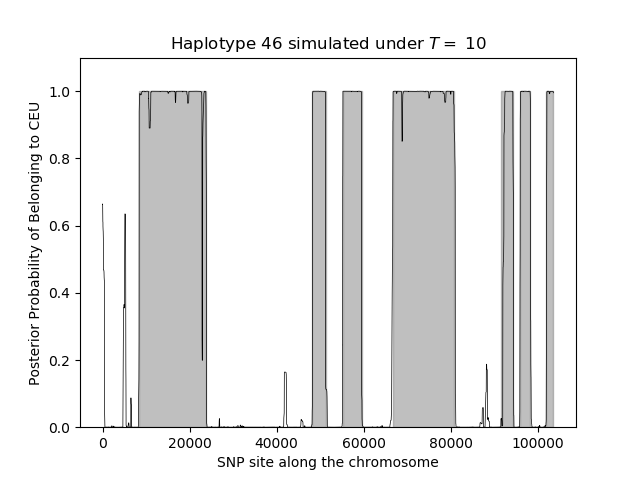 Haplotype 46 simulated under T = 10
Posterior Probability of Belonging to CEU
1.0
0.8
0.6
0.4
0.2
0.0
0 20000 40000 60000 80000 100000
SNP site along the chromosome